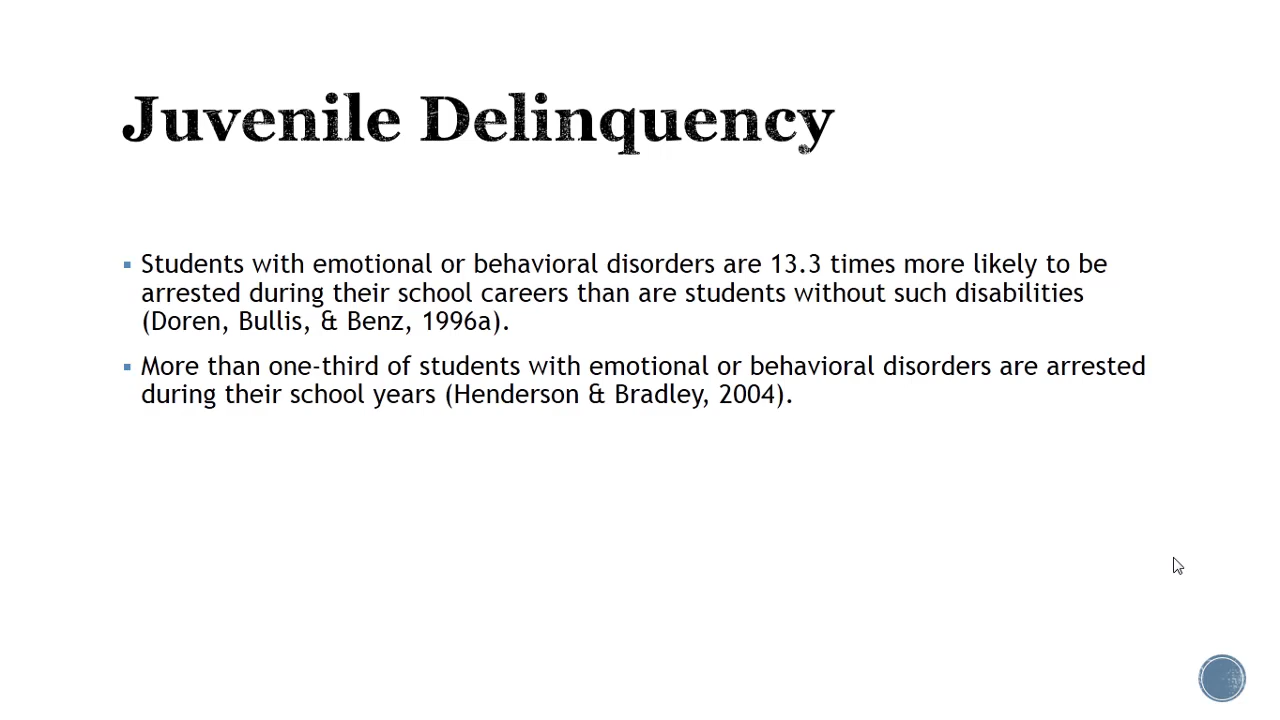 Juvenile Delinquency
▪ Students with emotional or behavioral disorders are 13.3 times more likely to be
arrested during their school careers than are students without such disabilities
(Doren, Bullis, & Benz, 1996a).
▪ More than one-third of students with emotional or behavioral disorders are arrested
during their school years (Henderson & Bradley, 2004).